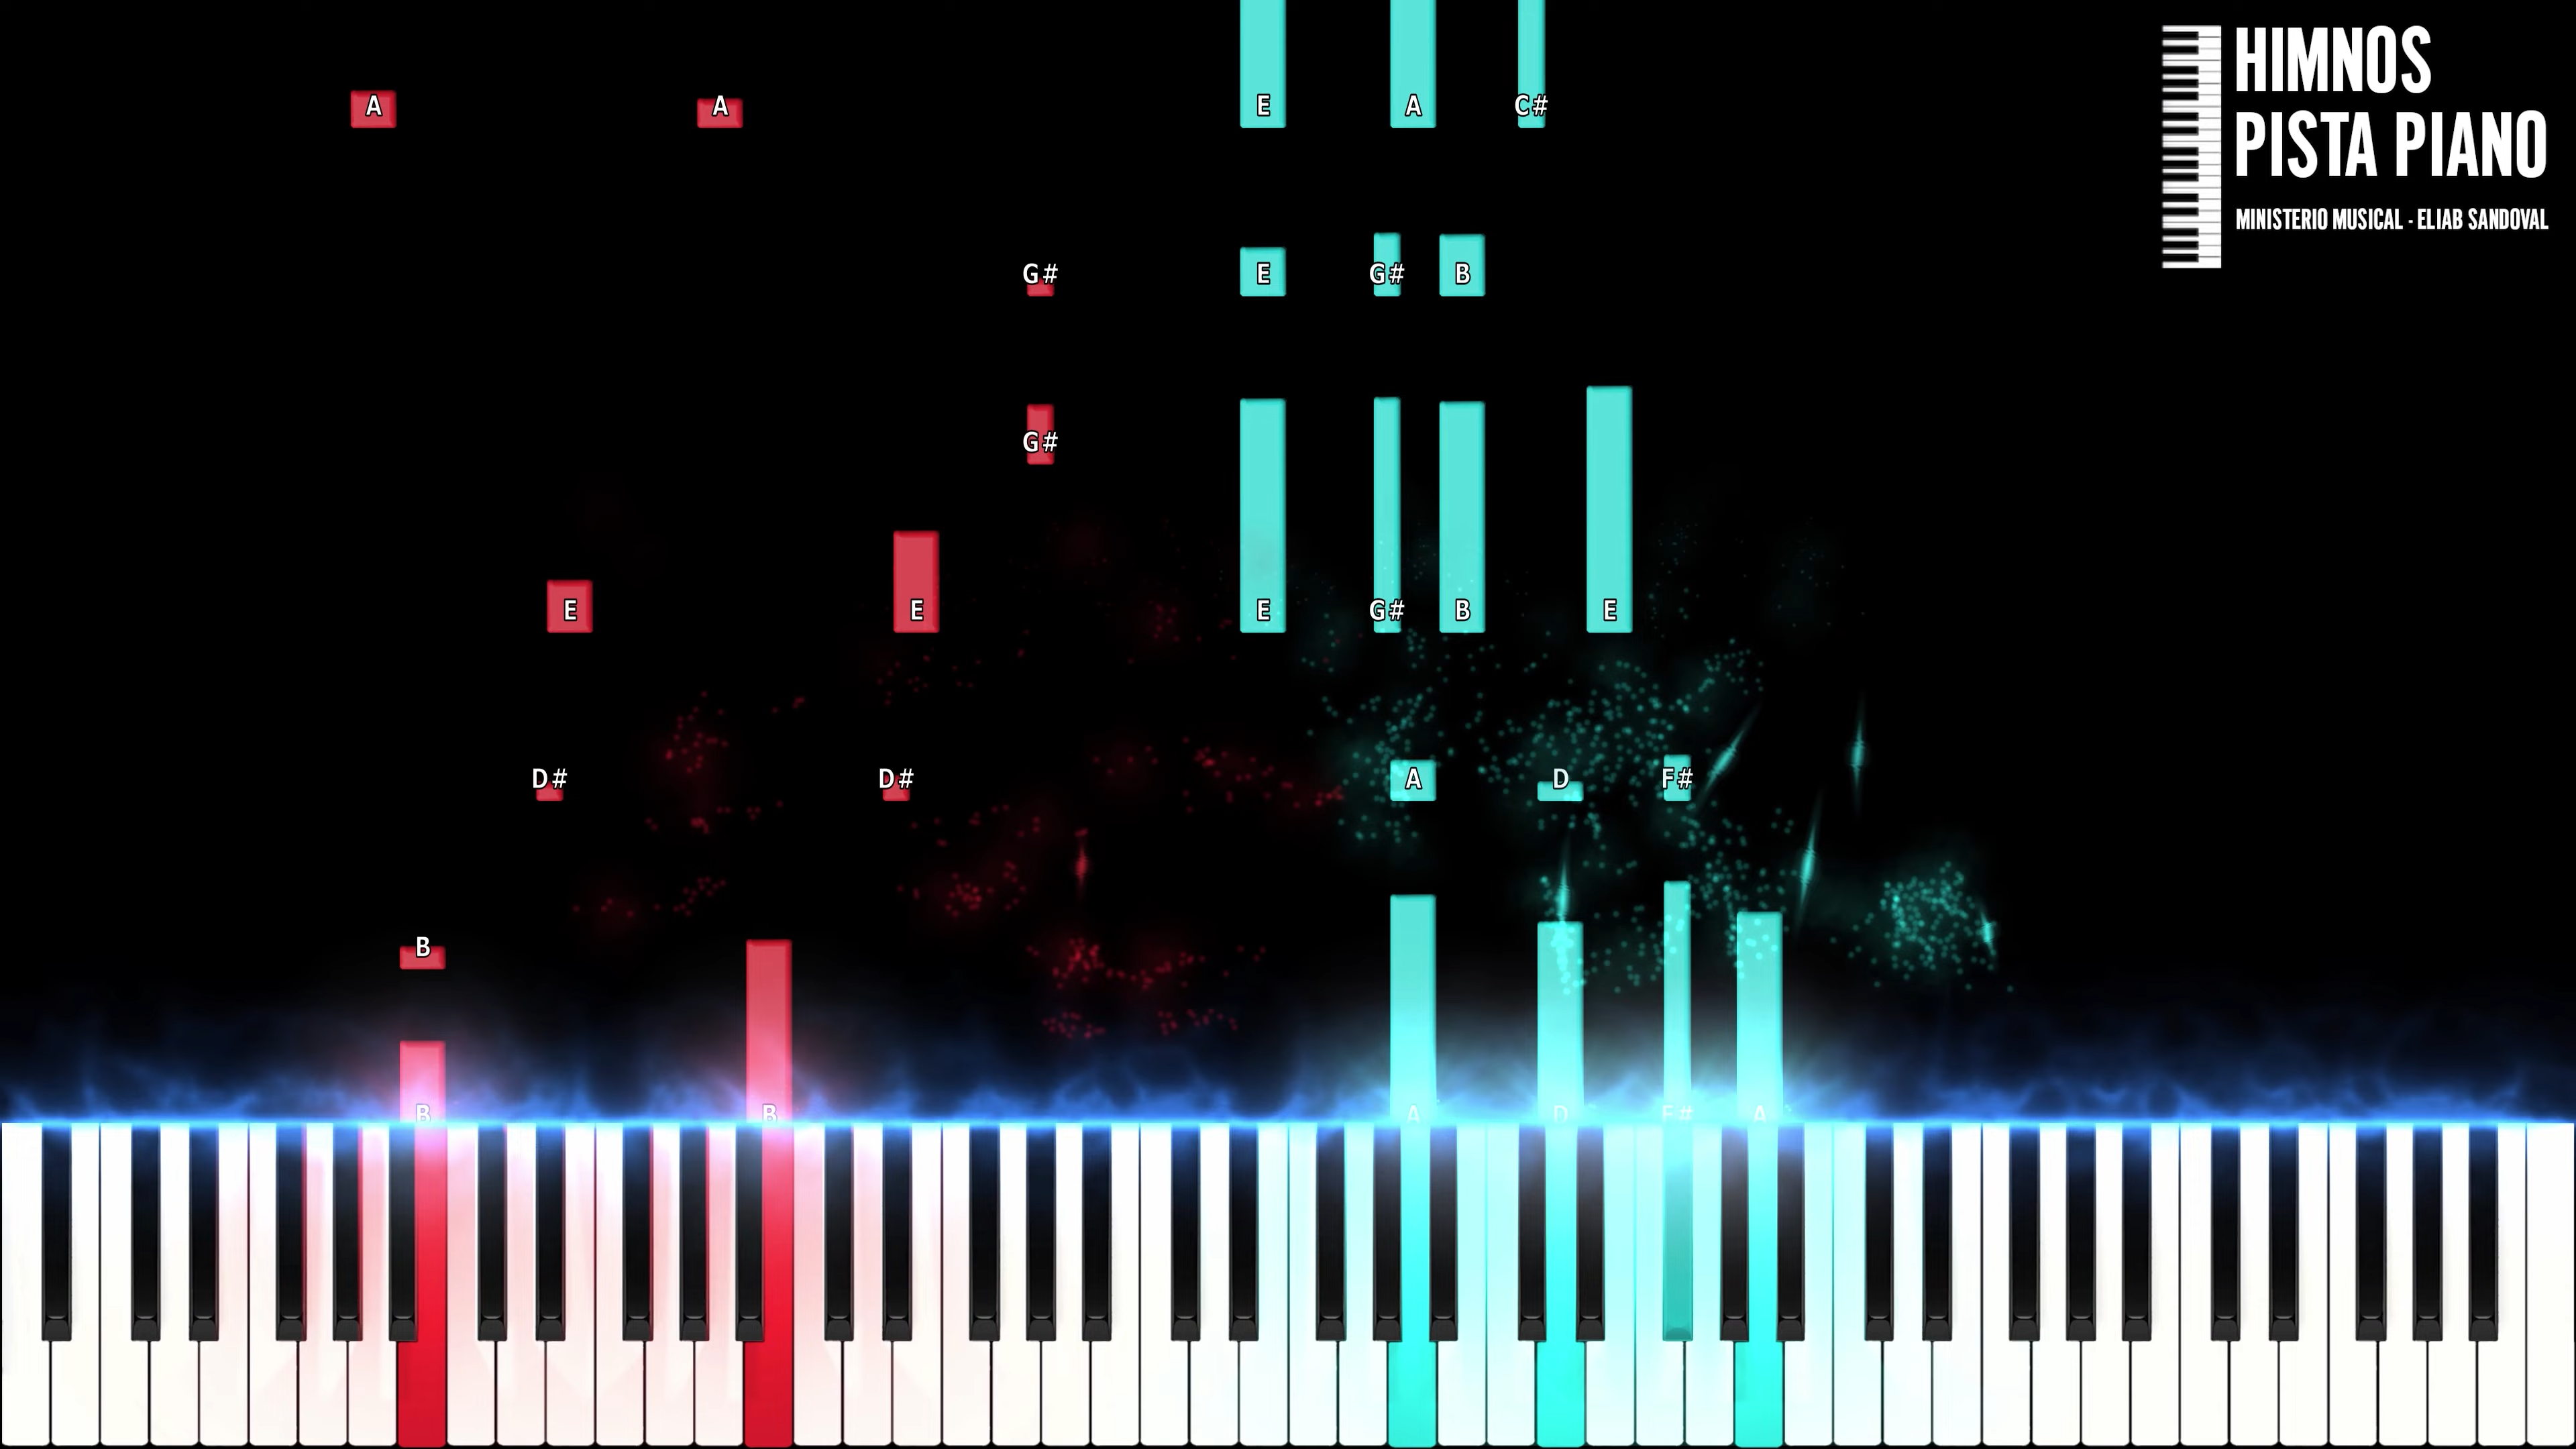 HIMNOS
PISTA PIANO
MINISTERIO MUSICAL - ELIAB SANDOVAL
A A E A C#
G# E G# B
G#
E E E G# B E
D# D# A D F#
B
B B A D F# A